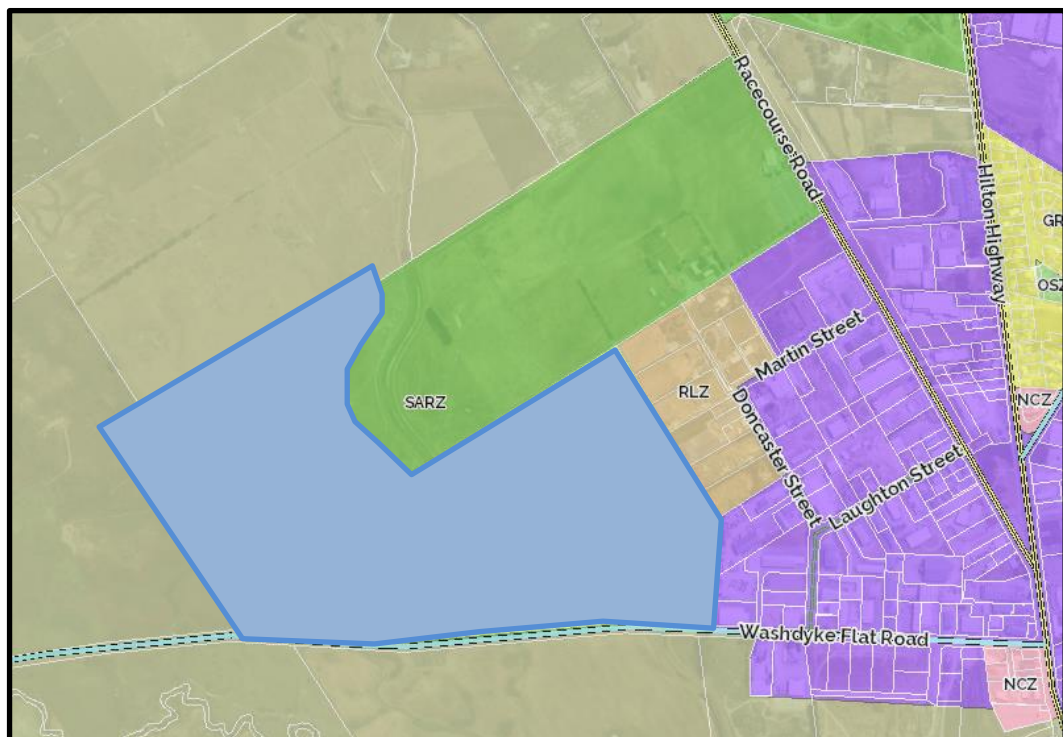 Racecourse Road
Hilton Highway
GR
OSZ
Martin Street
RLZ
NCZ
SARZ
Doncaster Street
Laughton Street
Washdyke Flat Road
NCZ